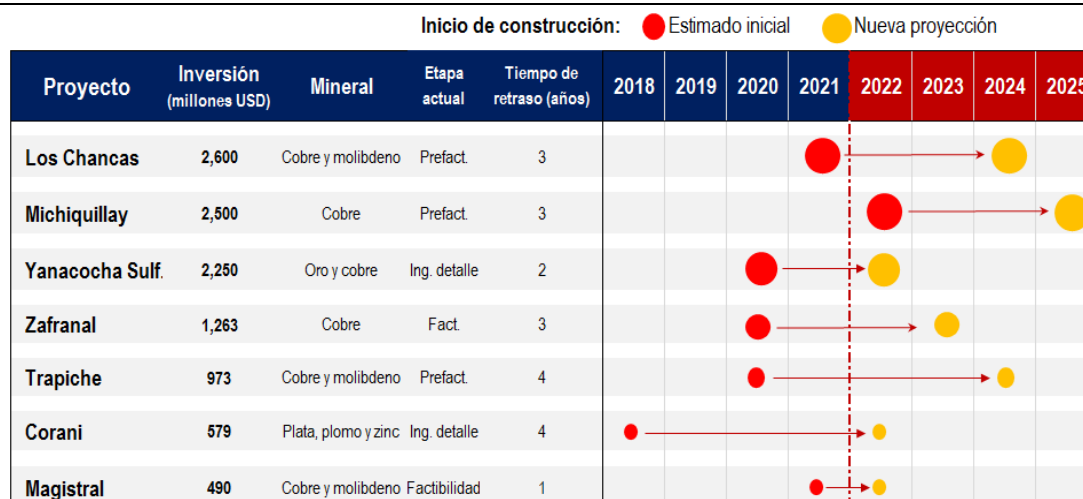 Inicio de construcción: Estimado inicial Nueva proyección
Proyecto Inversión (millones USD) Mineral Etapa actual Tiempo de retraso (años) 2018 2019 2020 2021 2022 2023 2024 2025
Los Chancas 2,600 Cobre y molibdeno Prefact. 3
Michiquillay 2,500 Cobre Prefact. 3
Yanacocha Sulf. 2,250 Oro y cobre Ing. detalle 2
Zafranal 1,263 Cobre Fact. 3
Trapiche 973 Cobre y molibdeno Prefact. 4
Corani 579 Plata, plomo y zinc Ing. detalle 4
Magistral 490 Cobre y molibdeno Factibilidad 1